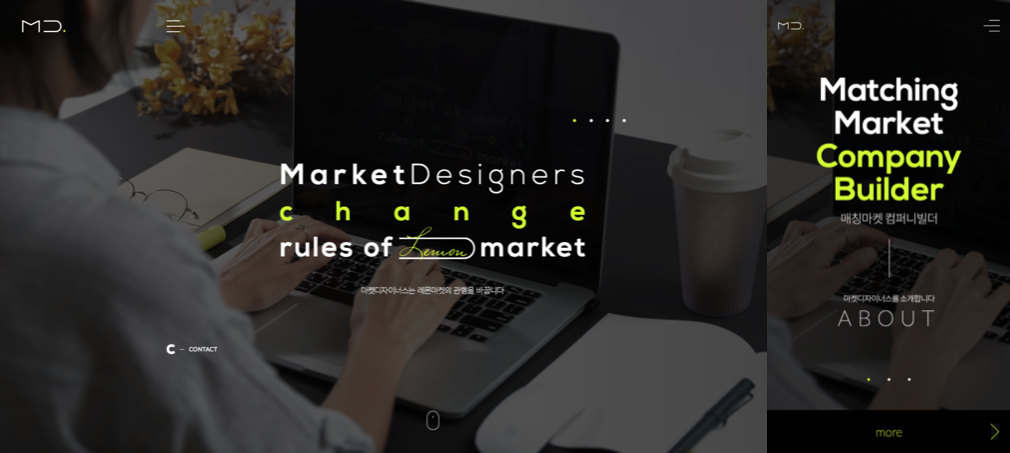 MD.
MarketDesigners
change
rules of Lemon market
마켓디자이너스는 레몬마켓의 관행을 바꿉니다
C – CONTACT
MD.
Matching
Market
Company
Builder
매칭마켓 컴퍼니빌더
마켓디자이너스를 소개합니다
ABOUT
more